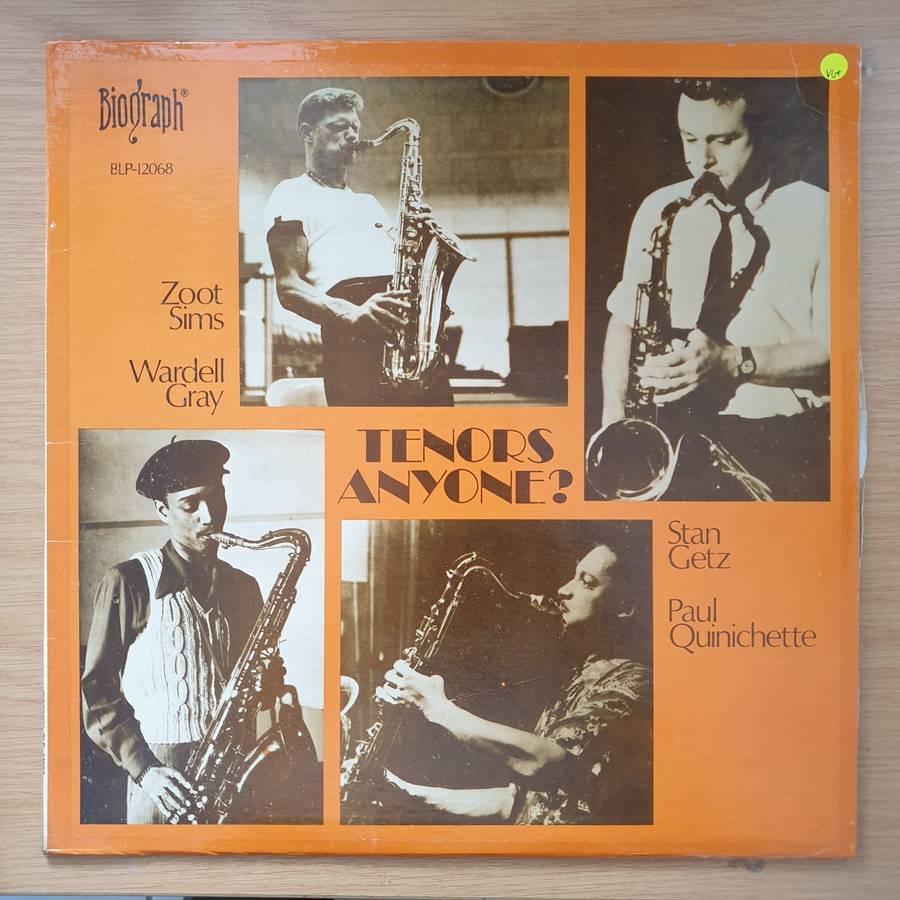 Biograph®
BLP-12068
VG+
Zoot
Sims
Wardell
Gray
TENORS
ANYONE?
Stan
Getz
Paul
Quinichette